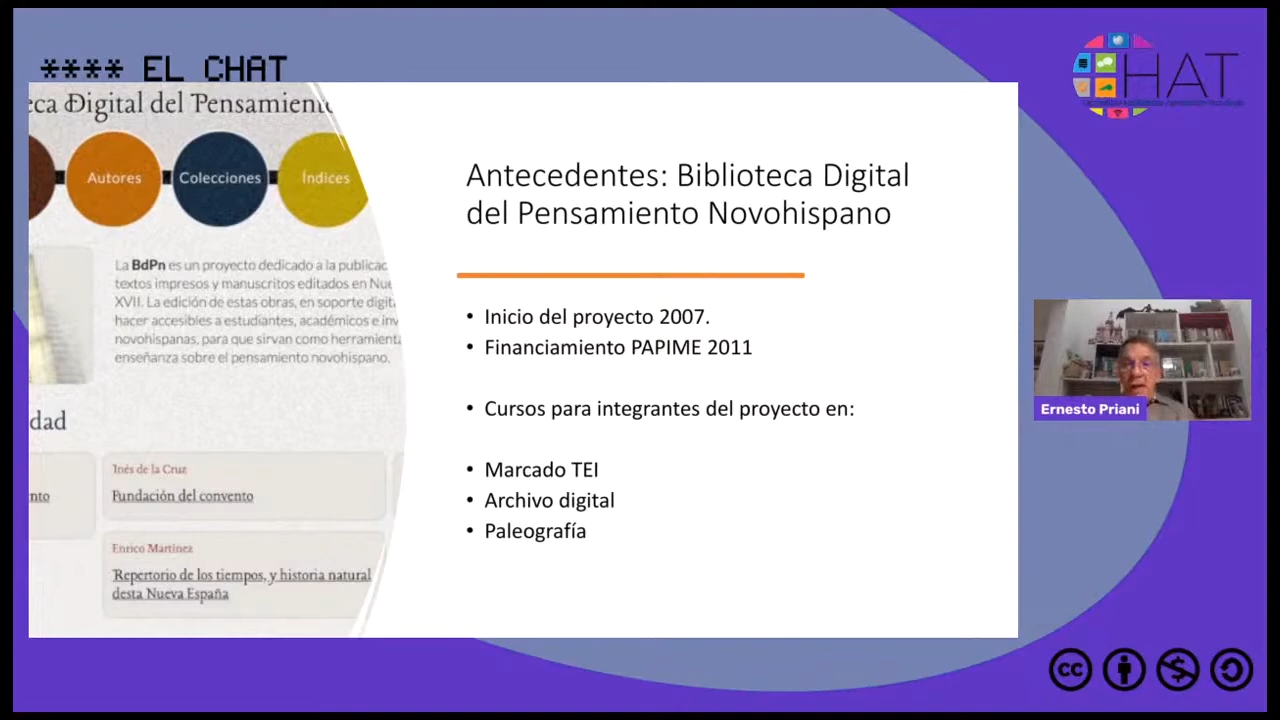 **** EL CHAT
HAT
eca Digital del Pensamiento
Autores
Colecciones
Índices
La BdPn es un proyecto dedicado a la publicac
textos impresos y manuscritos editados en Nue
XVII. La edición de estas obras, en soporte digita
hacer accesibles a estudiantes, académicos e inv
novohispanas, para que sirvan como herramient
enseñanza sobre el pensamiento novohispano.
dad
Inés de la Cruz
nto
Fundación del convento
Enrico Martínez
Repertorio de los tiempos, y historia natural
desta Nueva España
Antecedentes: Biblioteca Digital
del Pensamiento Novohispano
• Inicio del proyecto 2007.
• Financiamiento PAPIME 2011
• Cursos para integrantes del proyecto en:
• Marcado TEI
• Archivo digital
• Paleografía
Ernesto Priani
cc